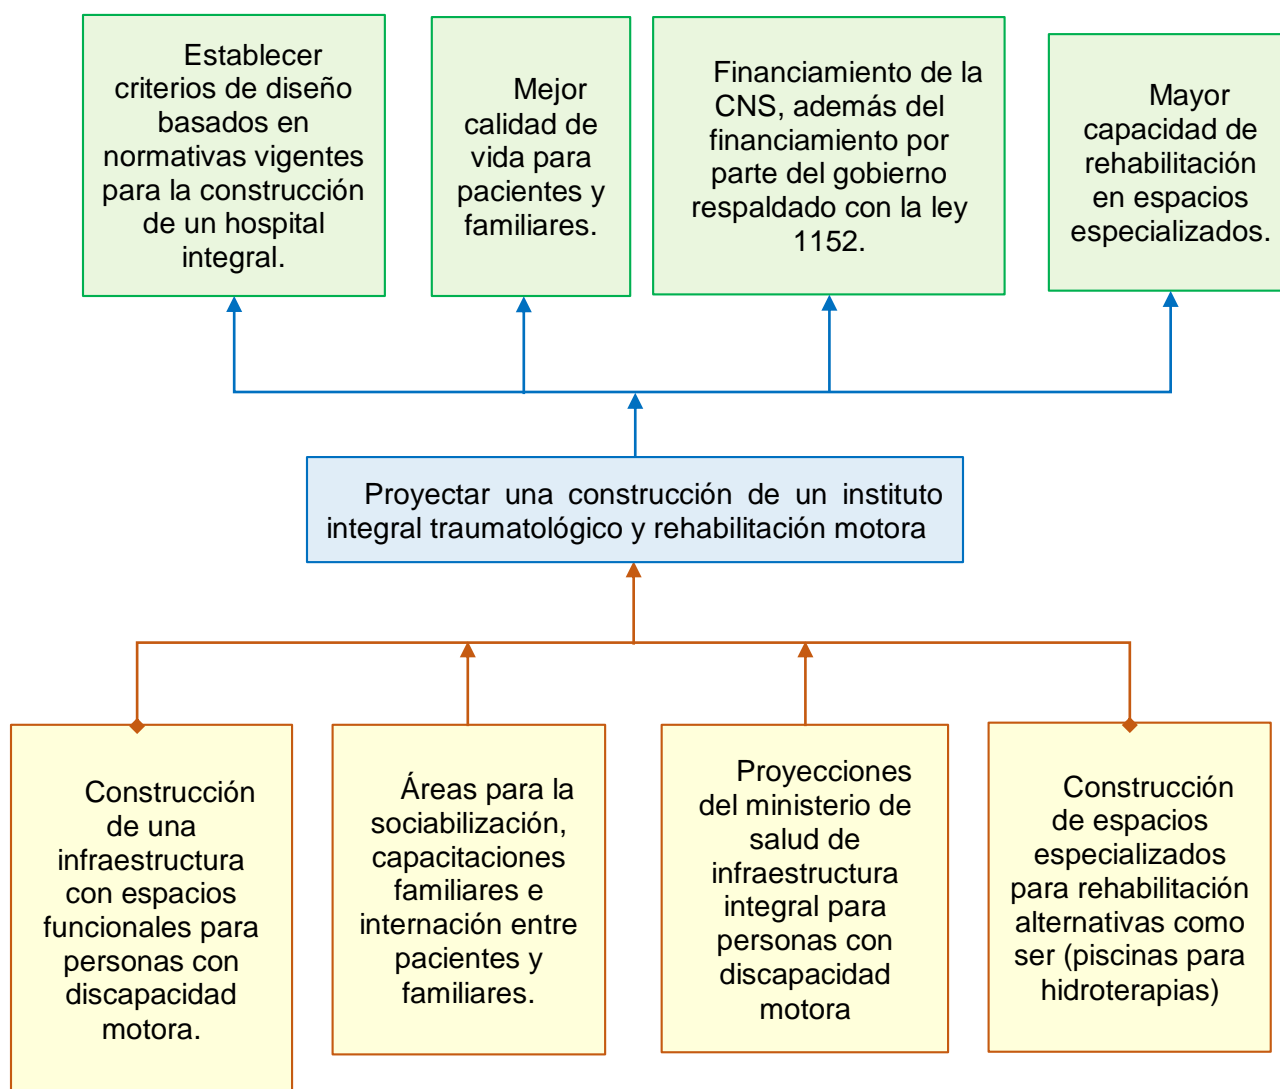 Establecer
criterios de diseño
basados en
normativas vigentes
para la construcción
de un hospital
integral.
Mejor
calidad de
vida para
pacientes y
familiares.
Financiamiento de la
CNS, además del
financiamiento por
parte del gobierno
respaldado con la ley
1152.
Mayor
capacidad de
rehabilitación
en espacios
especializados.
Proyectar una construcción de un instituto
integral traumatológico y rehabilitación motora
Construcción
de una
infraestructura
con espacios
funcionales para
personas con
discapacidad
motora.
Áreas para la
sociabilización,
capacitaciones
familiares e
internación entre
pacientes y
familiares.
Proyecciones
del ministerio de
salud de
infraestructura
integral para
personas con
discapacidad
motora
Construcción
de espacios
especializados
para rehabilitación
alternativas como
ser (piscinas para
hidroterapias)